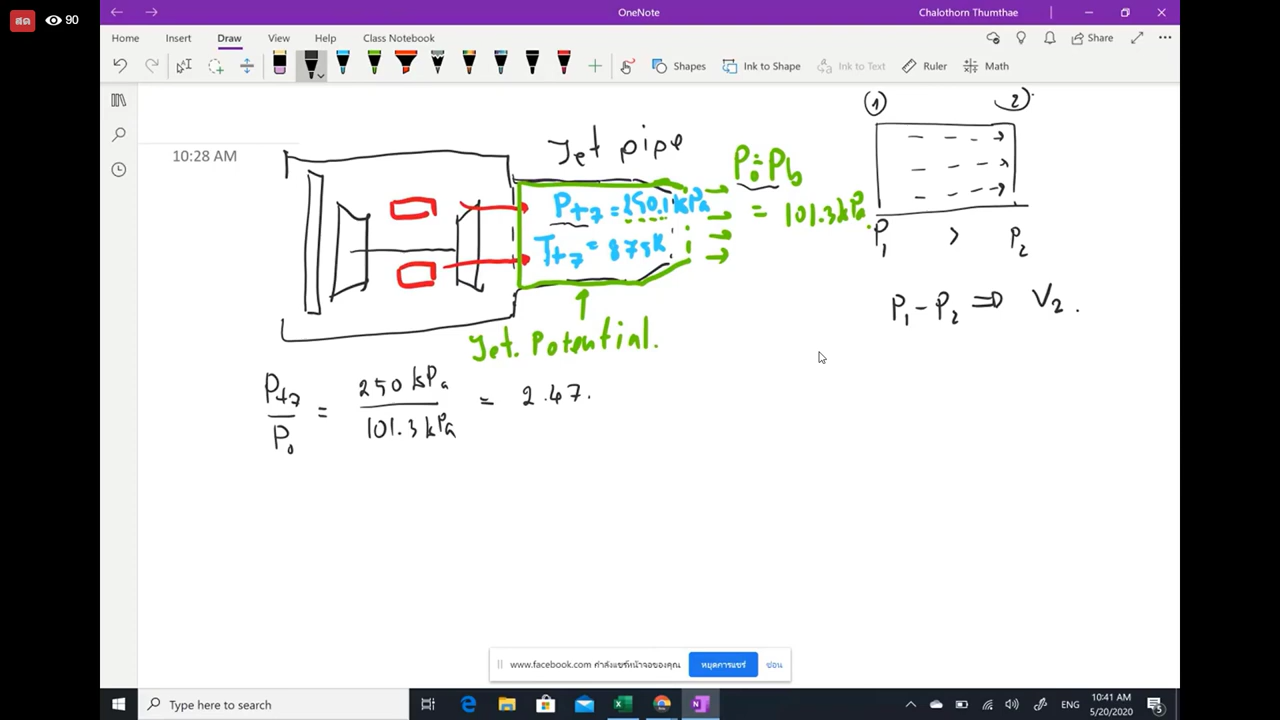 สด 90
OneNote
Chalothorn Thumthae
Home Insert Draw View Help Class Notebook
Share
Shapes Ink to Shape Ink to Text Ruler Math
10:28 AM
Jet pipe
Pt7 = 250.1 kPa
Tt7 = 875K
P0 = Pb
= 101.3 kPa.
Jet. Potential.
1 2
P1 > P2
P1 - P2 ⇒ V2.
Pt7 / P0 = 250 kPa / 101.3 kPa = 2.47.
www.facebook.com กำลังแชร์หน้าจอของคุณ หยุดการแชร์ ซ่อน
Type here to search
ENG
10:41 AM
5/20/2020
5